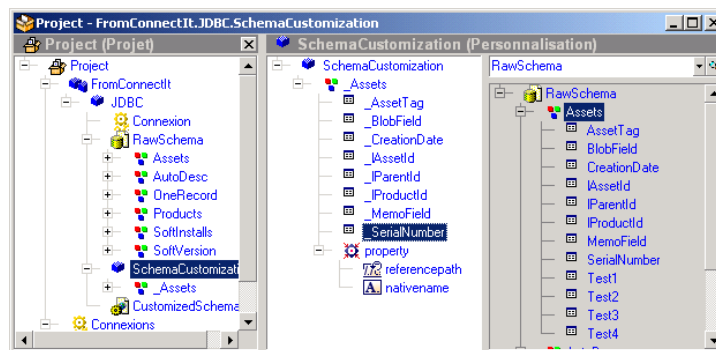 Project - FromConnectIt.JDBC.SchemaCustomization
Project (Projet)
Project
FromConnectIt
JDBC
Connexion
RawSchema
Assets
AutoDesc
OneRecord
Products
SoftInstalls
SoftVersion
SchemaCustomizati
_Assets
CustomizedSchema
Connexions
SchemaCustomization (Personnalisation)
SchemaCustomization
_Assets
_AssetTag
_BlobField
_CreationDate
_lAssetId
_lParentId
_lProductId
_MemoField
_SerialNumber
property
referencepath
nativename
RawSchema
RawSchema
Assets
AssetTag
BlobField
CreationDate
lAssetId
lParentId
lProductId
MemoField
SerialNumber
Test1
Test2
Test3
Test4